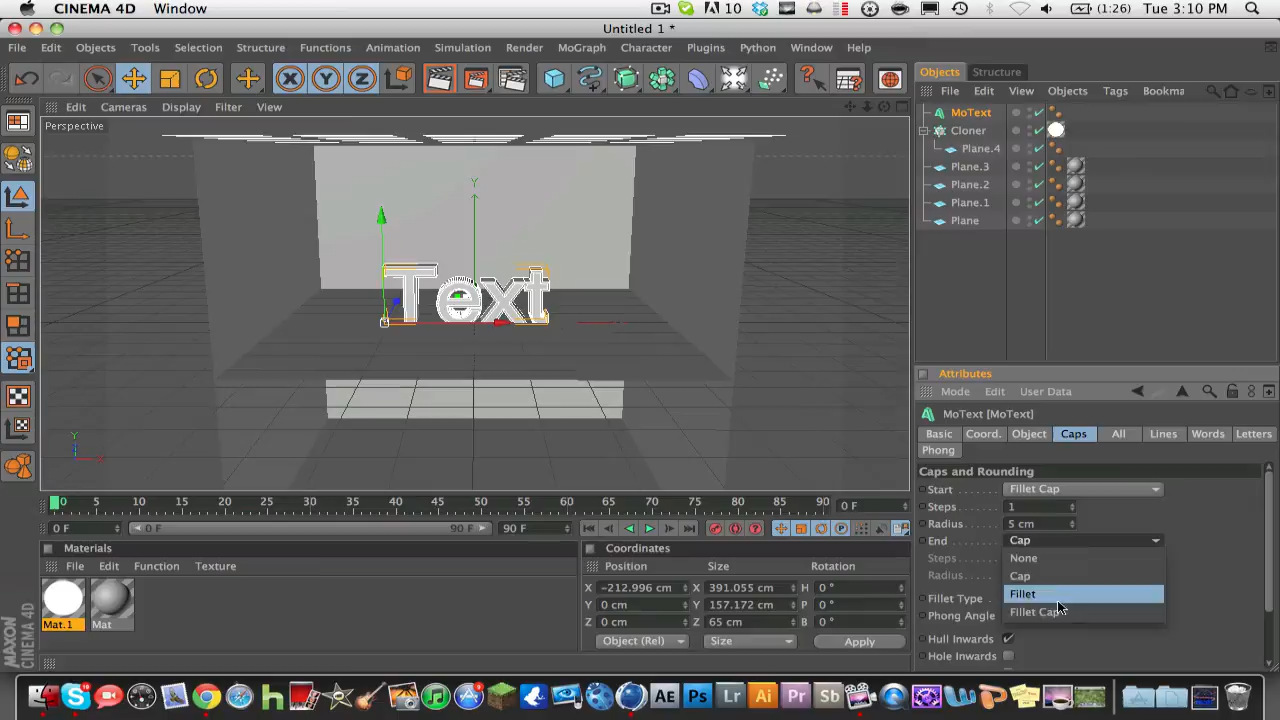 CINEMA 4D Window A 10 (1:26) Tue 3:10 PM
Untitled 1 *
File Edit Objects Tools Selection Structure Functions Animation Render Simulation MoGraph Character Plugins Python Window Help
X Y Z
Objects Structure
File Edit View Objects Tags Bookma
Edit Cameras Display Filter View
Perspective
MoText
Cloner
Plane.4
Plane.3
Plane.2
Plane.1
Plane
Y
Text
Y
X
Attributes
Mode Edit User Data
MoText [MoText]
Basic Coord. Object Caps All Lines Words Letters
Phong
Caps and Rounding
Start Fillet Cap
Steps 1
Radius 5 cm
End Cap
Steps None
Radius Cap
Fillet Type Fillet
Phong Angle Fillet Cap
Hull Inwards
Hole Inwards
0 5 10 15 20 25 30 35 40 45 50 55 60 65 70 75 80 85 90 0 F
0 F 0 F 90 F 90 F
Materials
File Edit Function Texture
Mat.1 Mat
Coordinates
Position Size Rotation
X -212.996 cm X 391.055 cm H 0 °
Y 0 cm Y 157.172 cm P 0 °
Z 0 cm Z 65 cm B 0 °
Object (Rel) Size Apply
MAXON
CINEMA 4D
AE Ps Lr Ai Pr Sb